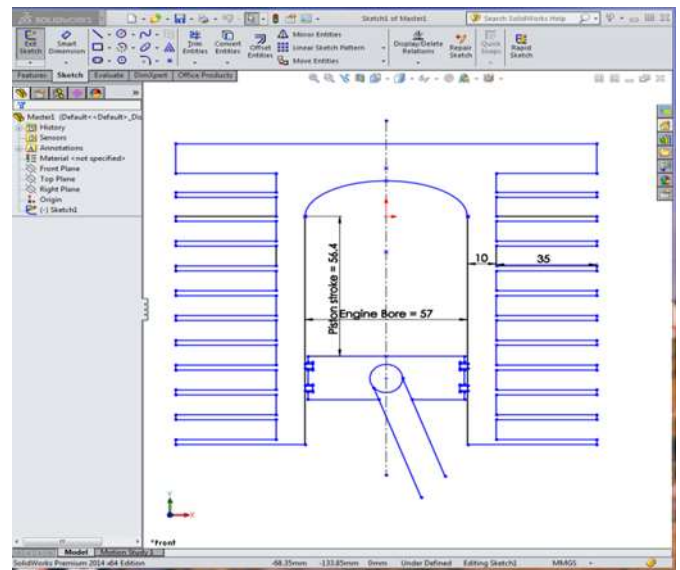 SOLIDWORKS
Sketch1 of Master1
Search SolidWorks Help
Exit Sketch
Smart Dimension
Trim Entities
Convert Entities
Offset Entities
Mirror Entities
Linear Sketch Pattern
Move Entities
Display/Delete Relations
Repair Sketch
Quick Snaps
Rapid Sketch
Features Sketch Evaluate DimXpert Office Products
Master1 (Default<<Default>_Dis
History
Sensors
Annotations
Material <not specified>
Front Plane
Top Plane
Right Plane
Origin
(-) Sketch1
10
35
Piston stroke = 56.4
Engine Bore = 57
Y
X
*Front
Model Motion Study 1
SolidWorks Premium 2014 x64 Edition -68.35mm -133.85mm 0mm Under Defined Editing Sketch1 MMGS